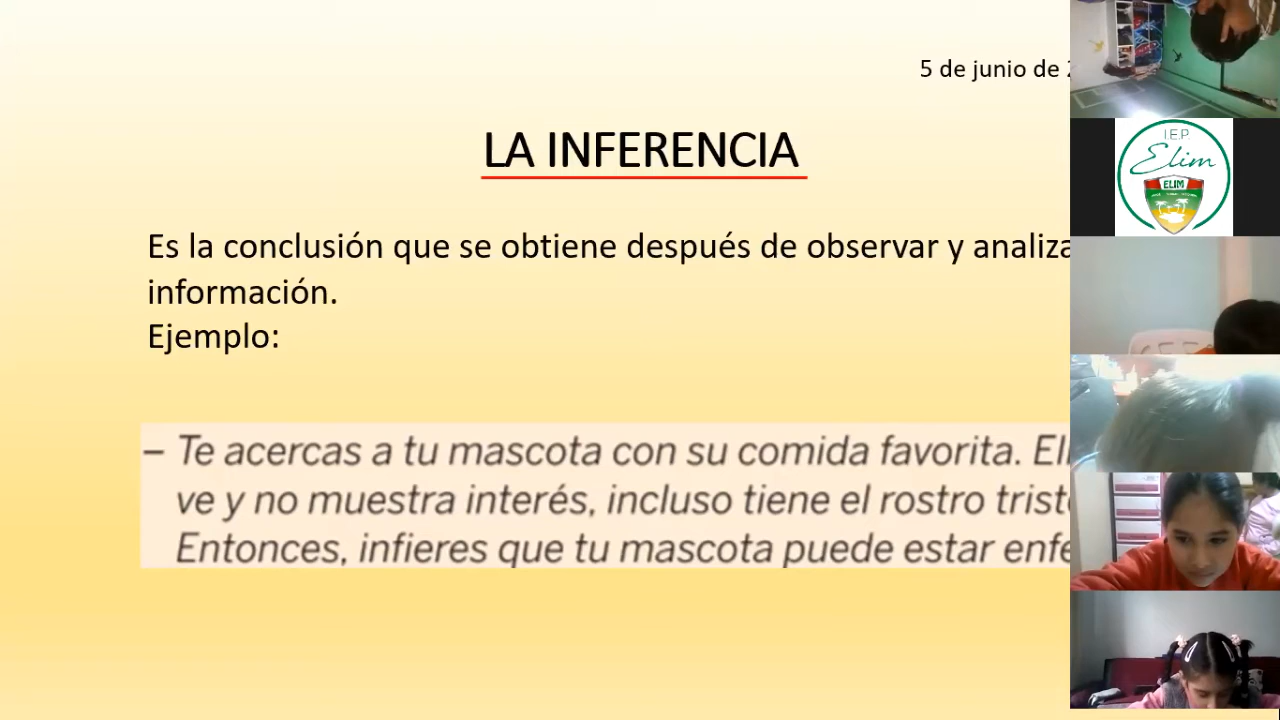 5 de junio de
LA INFERENCIA
Es la conclusión que se obtiene después de observar y analiza
información.
Ejemplo:
– Te acercas a tu mascota con su comida favorita. El
ve y no muestra interés, incluso tiene el rostro trist
Entonces, infieres que tu mascota puede estar enfe
I.E.P.
Elim
ELIM